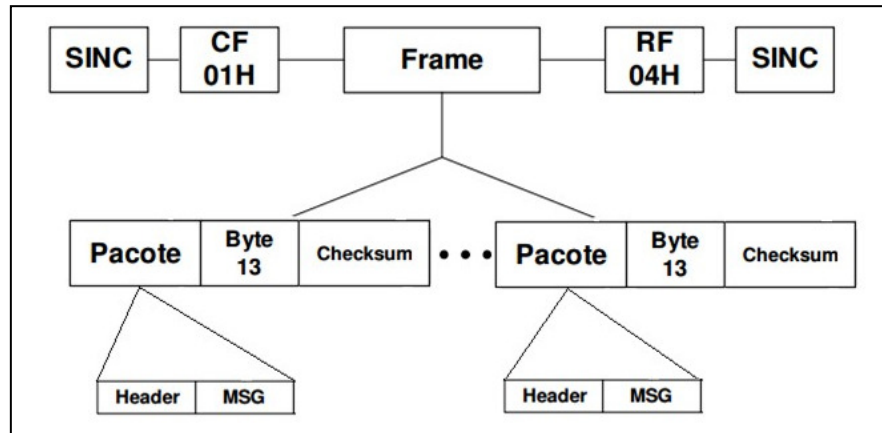 SINC
CF
01H
Frame
RF
04H
SINC
Pacote
Byte
13
Checksum
• • •
Pacote
Byte
13
Checksum
Header
MSG
Header
MSG